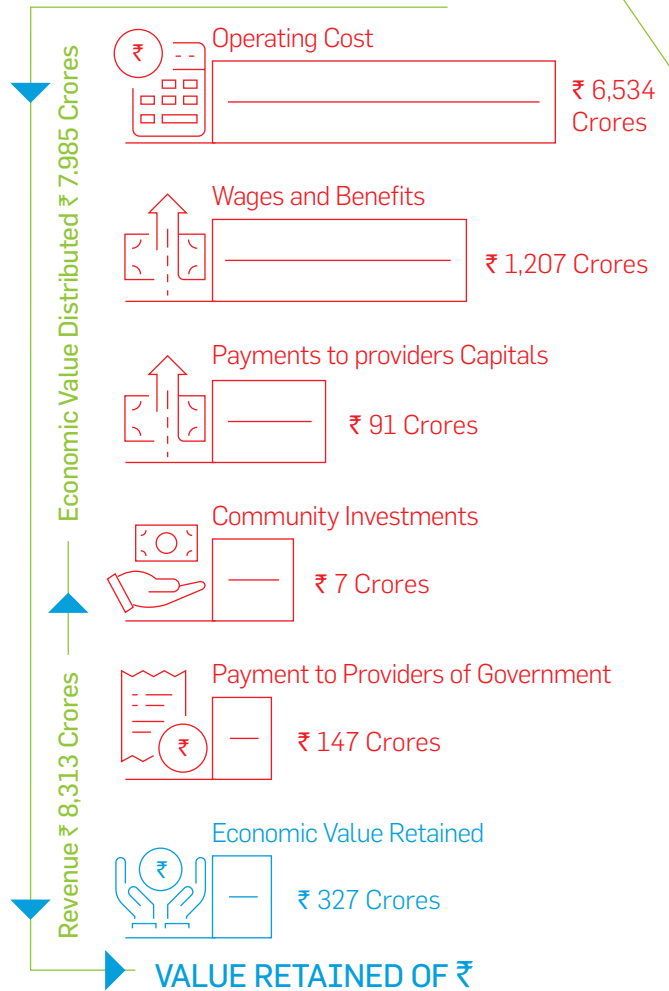 Operating Cost
₹
₹ 6,534
Crores
Wages and Benefits
₹ 1,207 Crores
Payments to providers Capitals
₹ 91 Crores
Community Investments
₹ 7 Crores
Payment to Providers of Government
₹
₹ 147 Crores
Economic Value Retained
₹
₹ 327 Crores
Economic Value Distributed ₹ 7.985 Crores
Revenue ₹ 8,313 Crores
VALUE RETAINED OF ₹